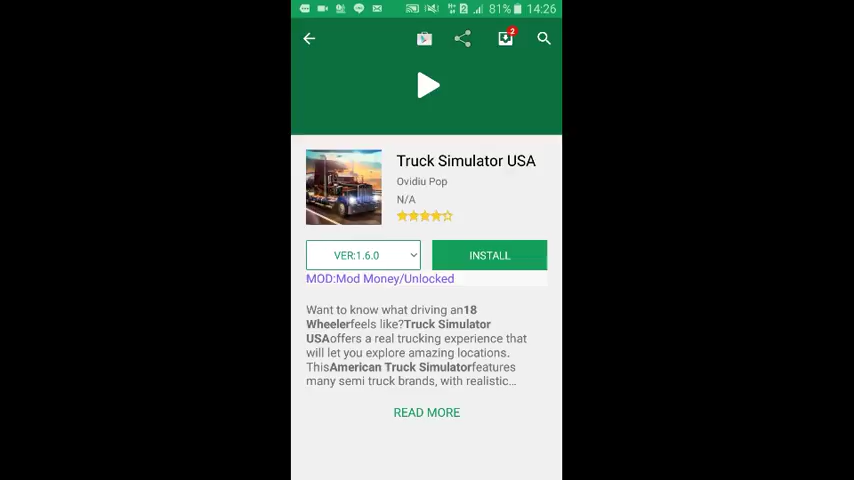 81% 14:26
2
Truck Simulator USA
Ovidiu Pop
N/A
VER:1.6.0
INSTALL
MOD:Mod Money/Unlocked
Want to know what driving an18
Wheelerfeels like?Truck Simulator
USAoffers a real trucking experience that
will let you explore amazing locations.
ThisAmerican Truck Simulatorfeatures
many semi truck brands, with realistic...
READ MORE